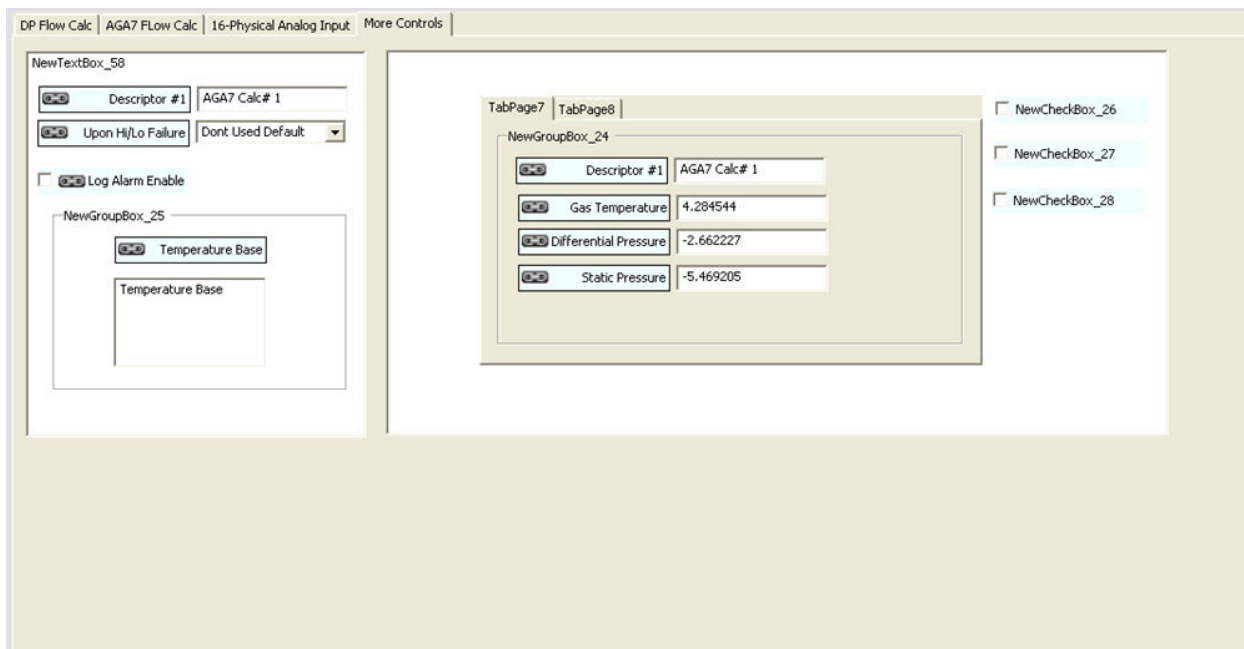 DP Flow Calc AGA7 FLow Calc 16-Physical Analog Input More Controls
NewTextBox_58
Descriptor #1 AGA7 Calc# 1
Upon Hi/Lo Failure Dont Used Default
Log Alarm Enable
NewGroupBox_25
Temperature Base
Temperature Base
TabPage7 TabPage8
NewGroupBox_24
Descriptor #1 AGA7 Calc# 1
Gas Temperature 4.284544
Differential Pressure -2.662227
Static Pressure -5.469205
NewCheckBox_26
NewCheckBox_27
NewCheckBox_28